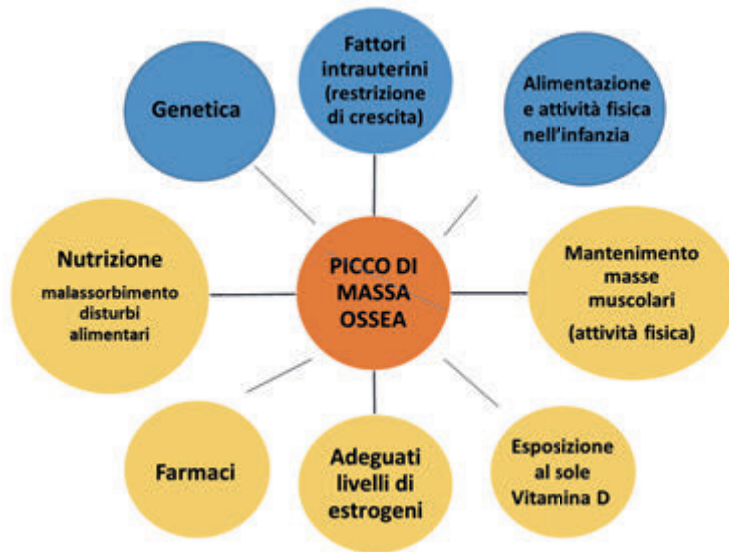 Fattori
intrauterini
(restrizione
di crescita)
Genetica
Alimentazione
e attività fisica
nell'infanzia
Nutrizione
malassorbimento
disturbi
alimentari
PICCO DI
MASSA
OSSEA
Mantenimento
masse
muscolari
(attività fisica)
Farmaci
Adeguati
livelli di
estrogeni
Esposizione
al sole
Vitamina D